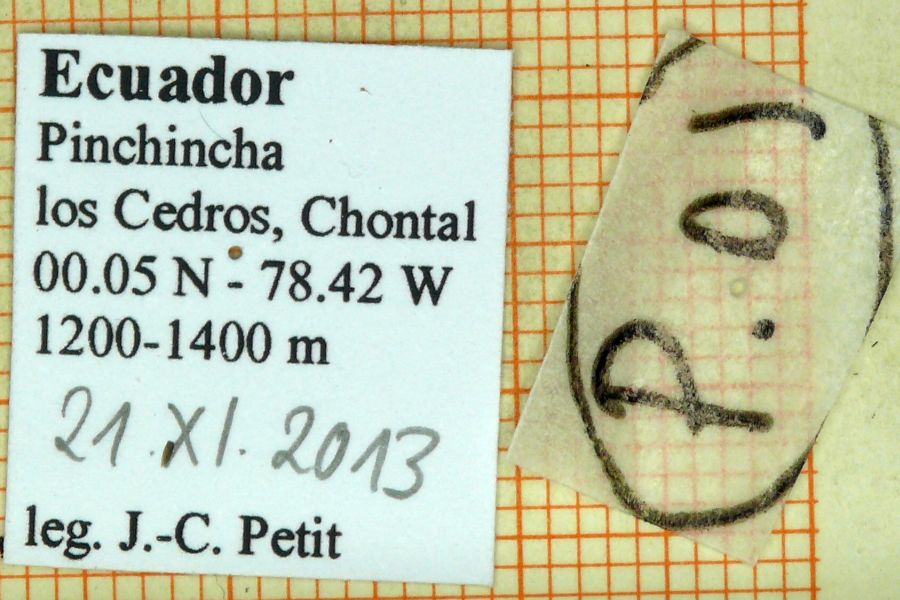 Ecuador
Pinchincha
los Cedros, Chontal
00.05 N - 78.42 W
1200-1400 m
21.XI.2013
leg. J.-C. Petit
P.01